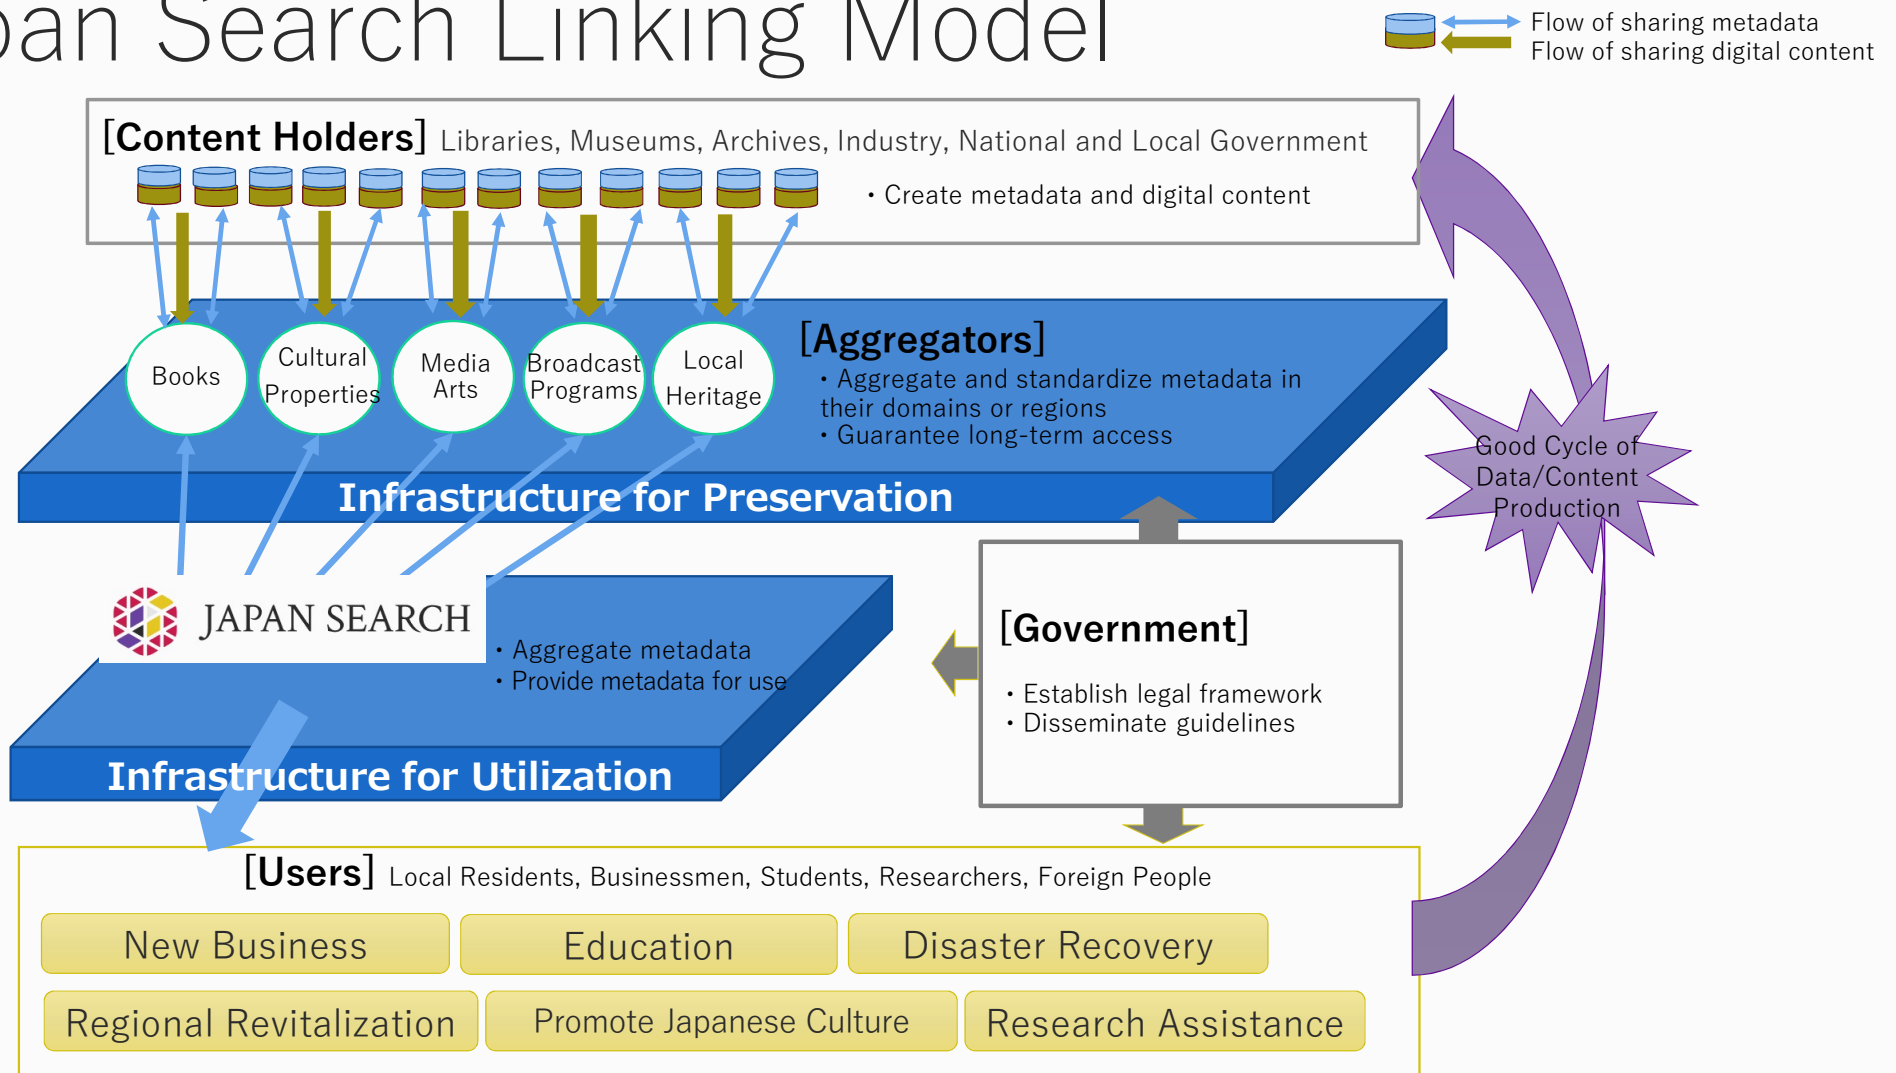 pan Search Linking Model
Flow of sharing metadata
Flow of sharing digital content
[Content Holders] Libraries, Museums, Archives, Industry, National and Local Government
・Create metadata and digital content
Books
Cultural
Properties
Media
Arts
Broadcast
Programs
Local
Heritage
[Aggregators]
・Aggregate and standardize metadata in
their domains or regions
・Guarantee long-term access
Infrastructure for Preservation
Good Cycle of
Data/Content
Production
JAPAN SEARCH
・Aggregate metadata
・Provide metadata for use
Infrastructure for Utilization
[Government]
・Establish legal framework
・Disseminate guidelines
[Users] Local Residents, Businessmen, Students, Researchers, Foreign People
New Business
Education
Disaster Recovery
Regional Revitalization
Promote Japanese Culture
Research Assistance